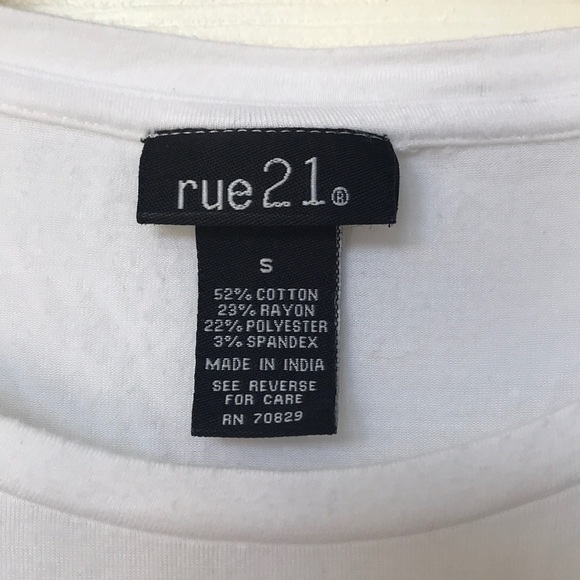 rue21®
S
52% COTTON
23% RAYON
22% POLYESTER
3% SPANDEX
MADE IN INDIA
SEE REVERSE
FOR CARE
RN 70829